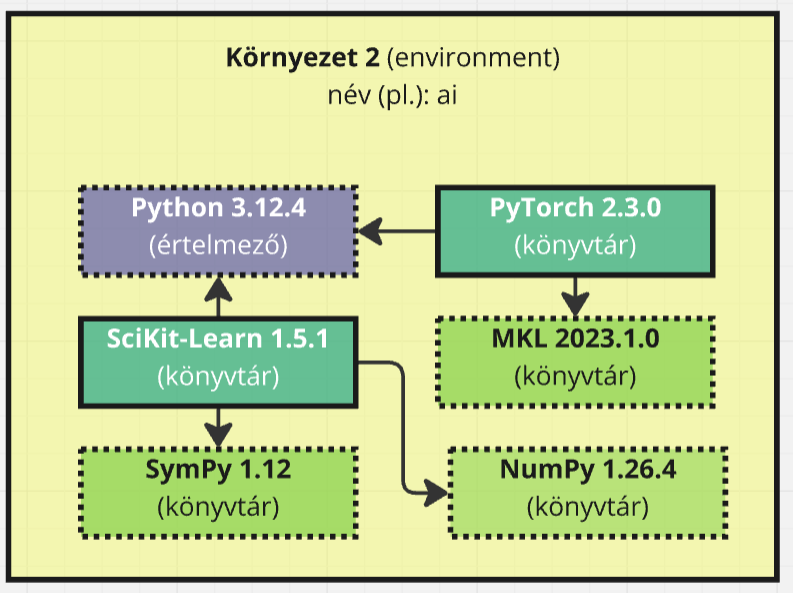 Környezet 2 (environment)
név (pl.): ai
Python 3.12.4
(értelmező)
PyTorch 2.3.0
(könyvtár)
SciKit-Learn 1.5.1
(könyvtár)
MKL 2023.1.0
(könyvtár)
SymPy 1.12
(könyvtár)
NumPy 1.26.4
(könyvtár)